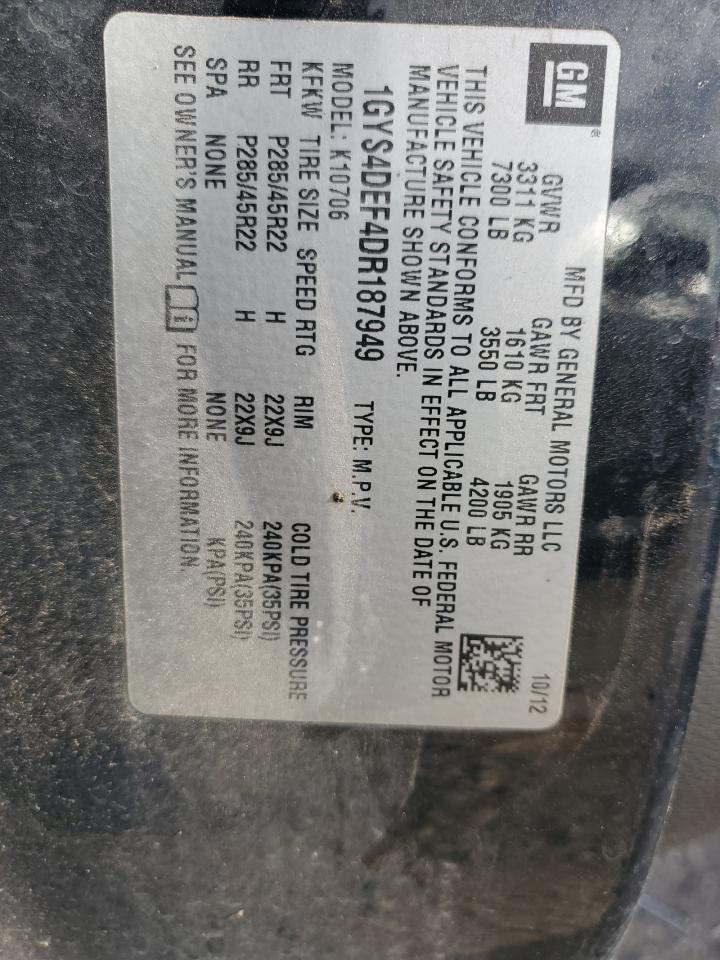 GM®
MFD BY GENERAL MOTORS LLC 10/12
GVWR GAWR FRT GAWR RR
3311 KG 1610 KG 1905 KG
7300 LB 3550 LB 4200 LB
THIS VEHICLE CONFORMS TO ALL APPLICABLE U.S. FEDERAL MOTOR
VEHICLE SAFETY STANDARDS IN EFFECT ON THE DATE OF
MANUFACTURE SHOWN ABOVE.
1GYS4DEF4DR187949 TYPE: M.P.V.
MODEL: K10706
KFKW TIRE SIZE SPEED RTG RIM COLD TIRE PRESSURE
FRT P285/45R22 H 22X9J 240KPA(35PSI)
RR P285/45R22 H 22X9J 240KPA(35PSI)
SPA NONE NONE KPA(PSI)
SEE OWNER'S MANUAL i FOR MORE INFORMATION.